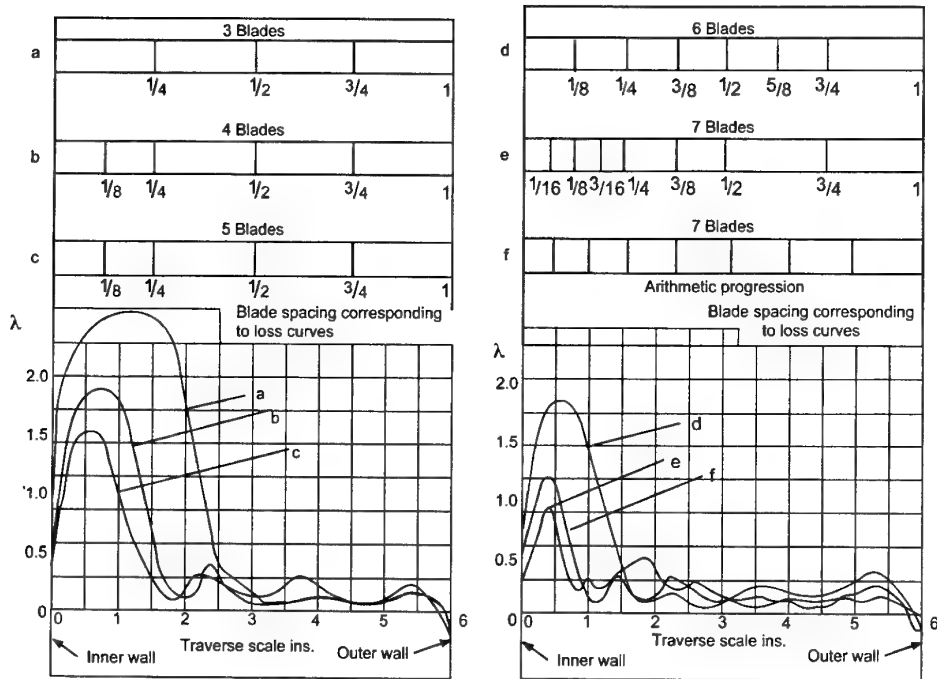 3 Blades
a
1/4 1/2 3/4 1
4 Blades
b
1/8 1/4 1/2 3/4 1
5 Blades
c
1/8 1/4 1/2 3/4 1
Blade spacing corresponding
to loss curves
λ
2.0
1.5
1.0
0.5
0
a
b
c
0 1 2 3 4 5 6
Traverse scale ins.
Inner wall
Outer wall
6 Blades
d
1/8 1/4 3/8 1/2 5/8 3/4 1
7 Blades
e
1/16 1/8 3/16 1/4 3/8 1/2 3/4 1
7 Blades
f
Arithmetic progression
Blade spacing corresponding
to loss curves
λ
2.0
1.5
1.0
0.5
0
d
e
f
0 1 2 3 4 5 6
Traverse scale ins.
Inner wall
Outer wall